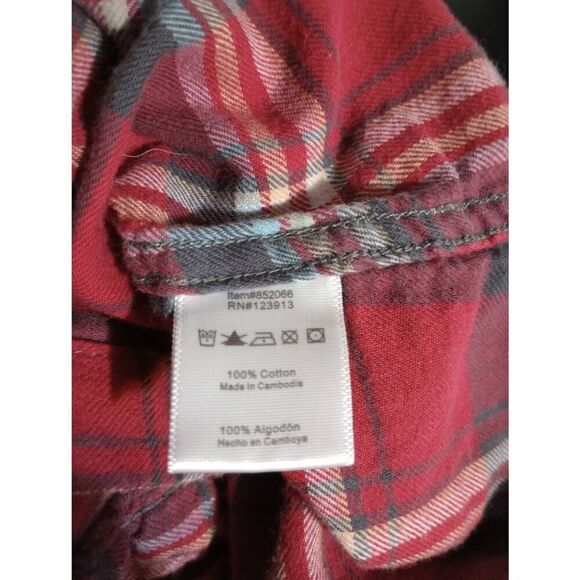 Item#852066
RN#123913
100% Cotton
Made in Cambodia
100% Algodón
Hecho en Camboya